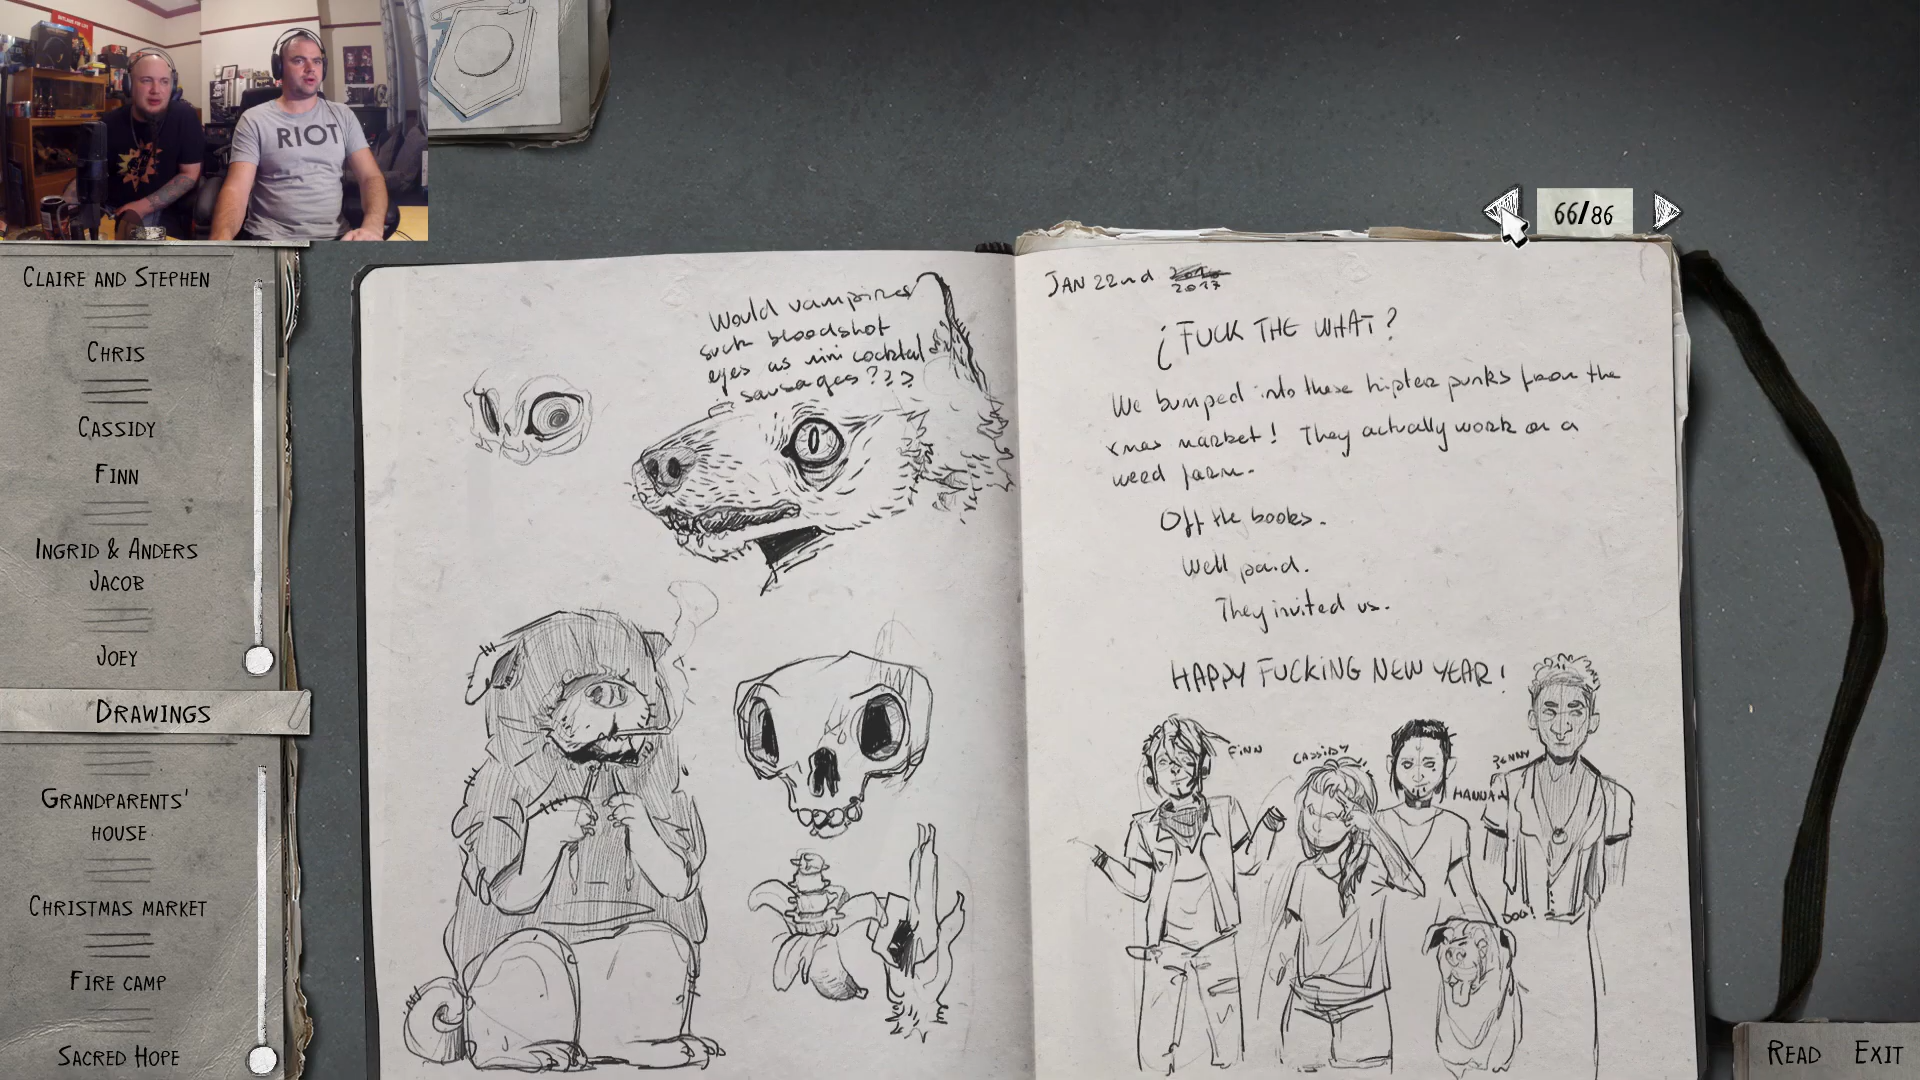 RIOT
CLAIRE AND STEPHEN
CHRIS
CASSIDY
FINN
INGRID & ANDERS
JACOB
JOEY
DRAWINGS
GRANDPARENTS'
HOUSE
CHRISTMAS MARKET
FIRE CAMP
SACRED HOPE
66/86
Would vampires
suck bloodshot
eyes as mini cocktail
sausages???
JAN 22nd
2017
¿FUCK THE WHAT?
We bumped into these hipter punks from the
xmas market! They actually work on a
weed farm.
Off the books.
Well paid.
They invited us.
HAPPY FUCKING NEW YEAR!
FINN
CASSIDY
HANNAH
PENNY
DOG!
READ
EXIT